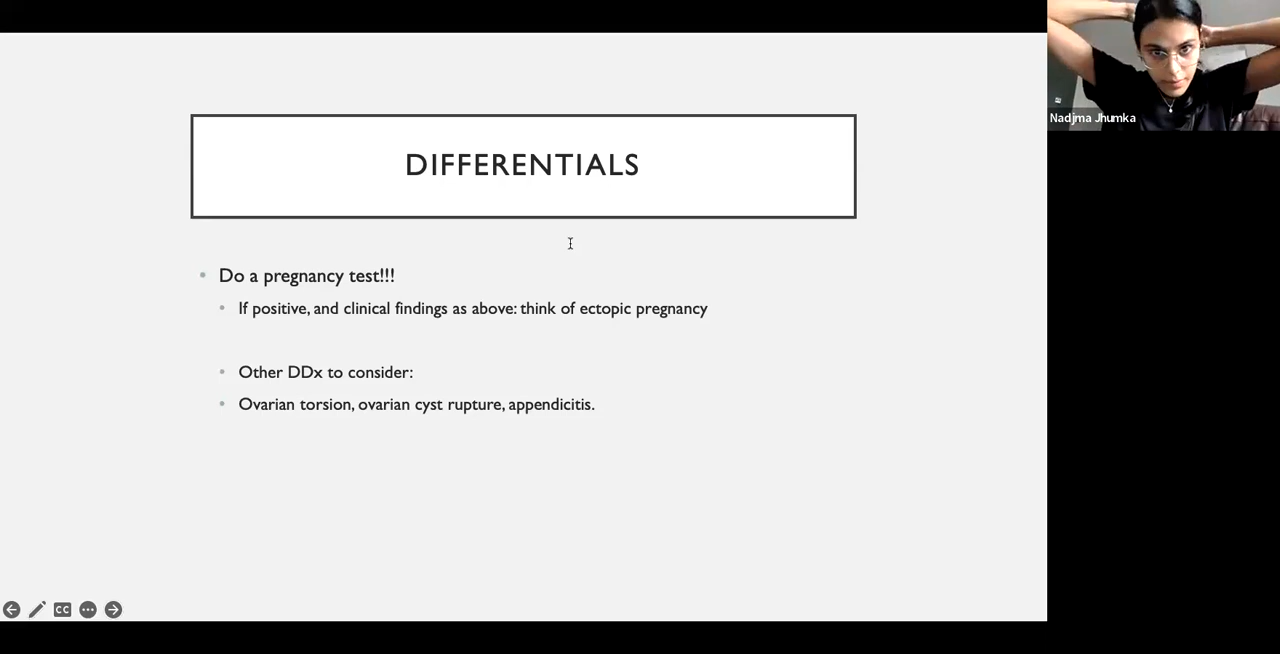 DIFFERENTIALS
Do a pregnancy test!!!
If positive, and clinical findings as above: think of ectopic pregnancy
Other DDx to consider:
Ovarian torsion, ovarian cyst rupture, appendicitis.
Nadjma Jhumka
CC